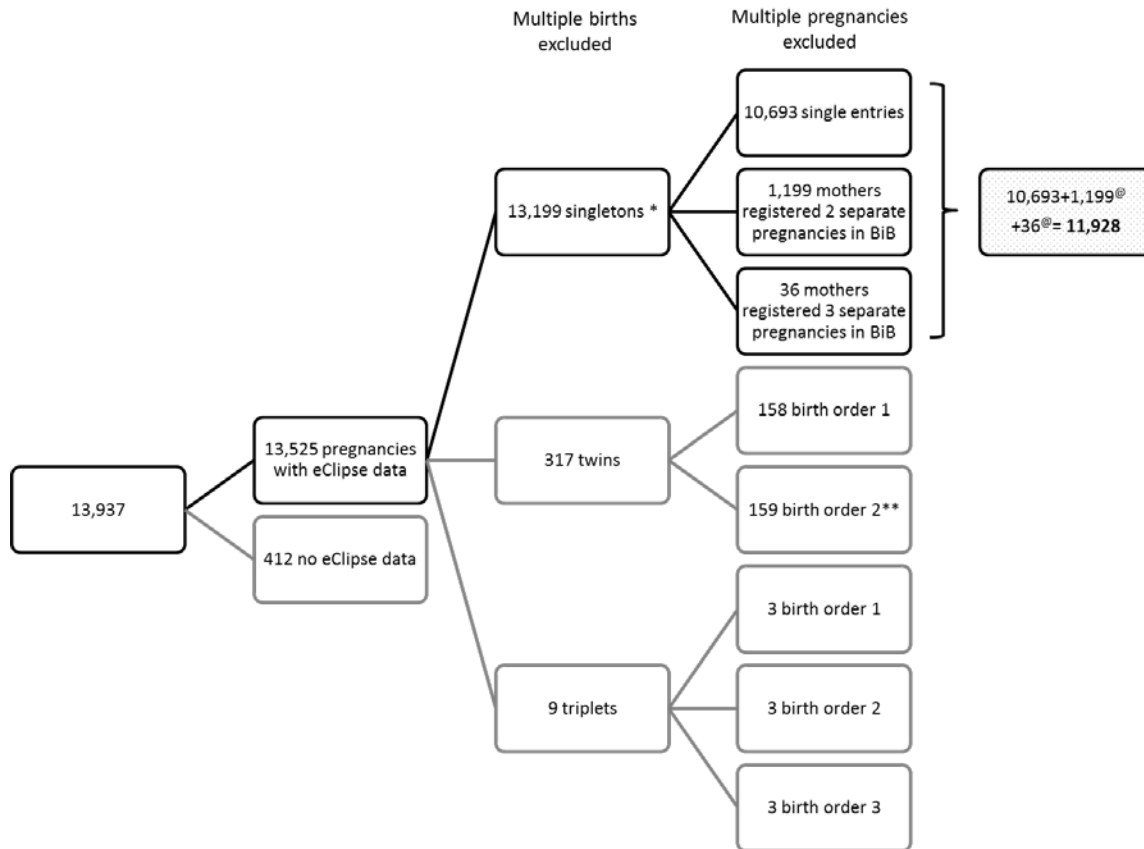 Multiple births
excluded
Multiple pregnancies
excluded
10,693 single entries
13,199 singletons *
1,199 mothers
registered 2 separate
pregnancies in BiB
10,693+1,199@
+36@= 11,928
36 mothers
registered 3 separate
pregnancies in BiB
13,937
13,525 pregnancies
with eClipse data
412 no eClipse data
317 twins
158 birth order 1
159 birth order 2**
9 triplets
3 birth order 1
3 birth order 2
3 birth order 3